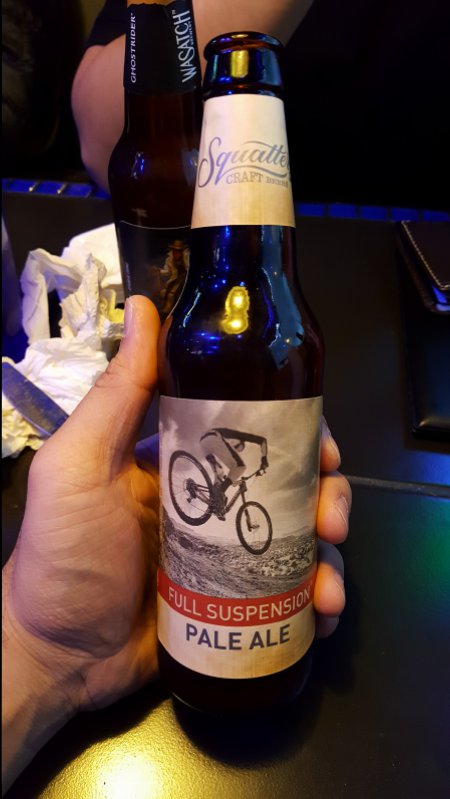 GHOSTRIDER
WASATCH
Squatters
CRAFT BEERS
FULL SUSPENSION
PALE ALE